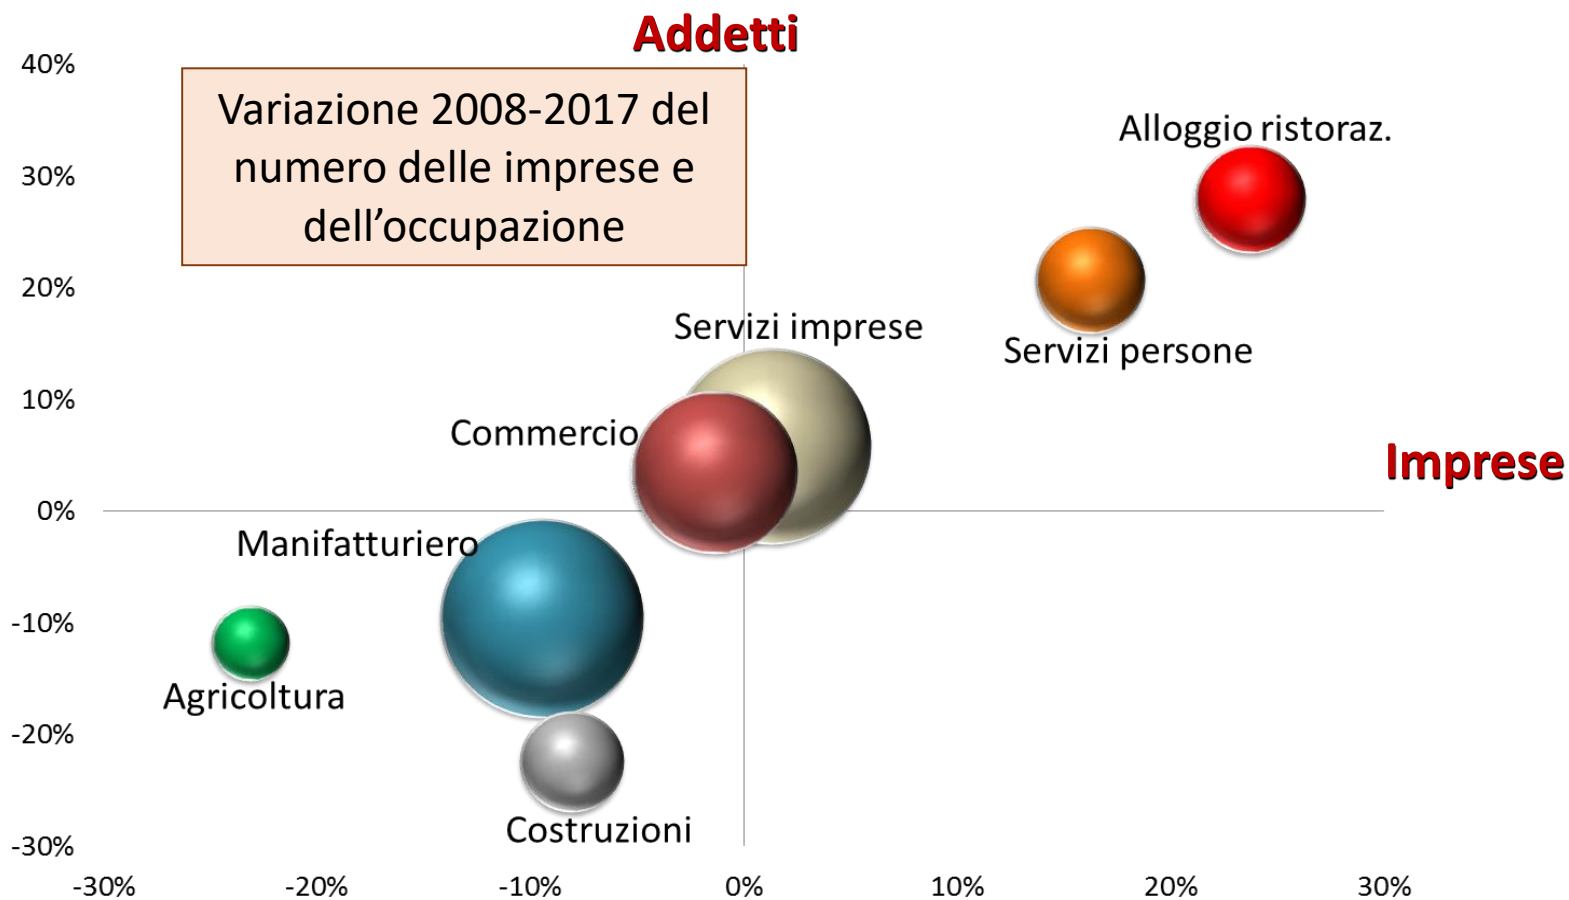 Addetti
40%
Variazione 2008-2017 del
numero delle imprese e
dell’occupazione
Alloggio ristoraz.
30%
20%
Servizi imprese
Servizi persone
10%
Commercio
Imprese
0%
Manifatturiero
-10%
Agricoltura
-20%
Costruzioni
-30%
-30%
-20%
-10%
0%
10%
20%
30%